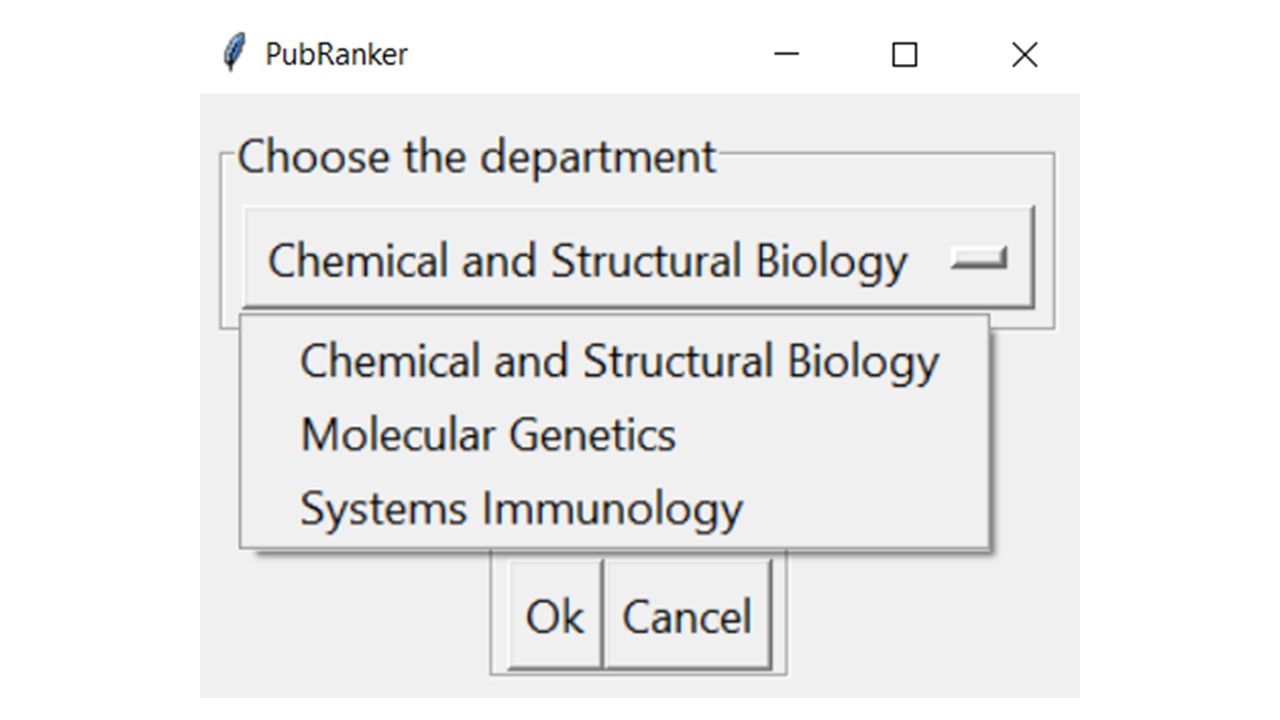 PubRanker
Choose the department
Chemical and Structural Biology
Chemical and Structural Biology
Molecular Genetics
Systems Immunology
Ok Cancel